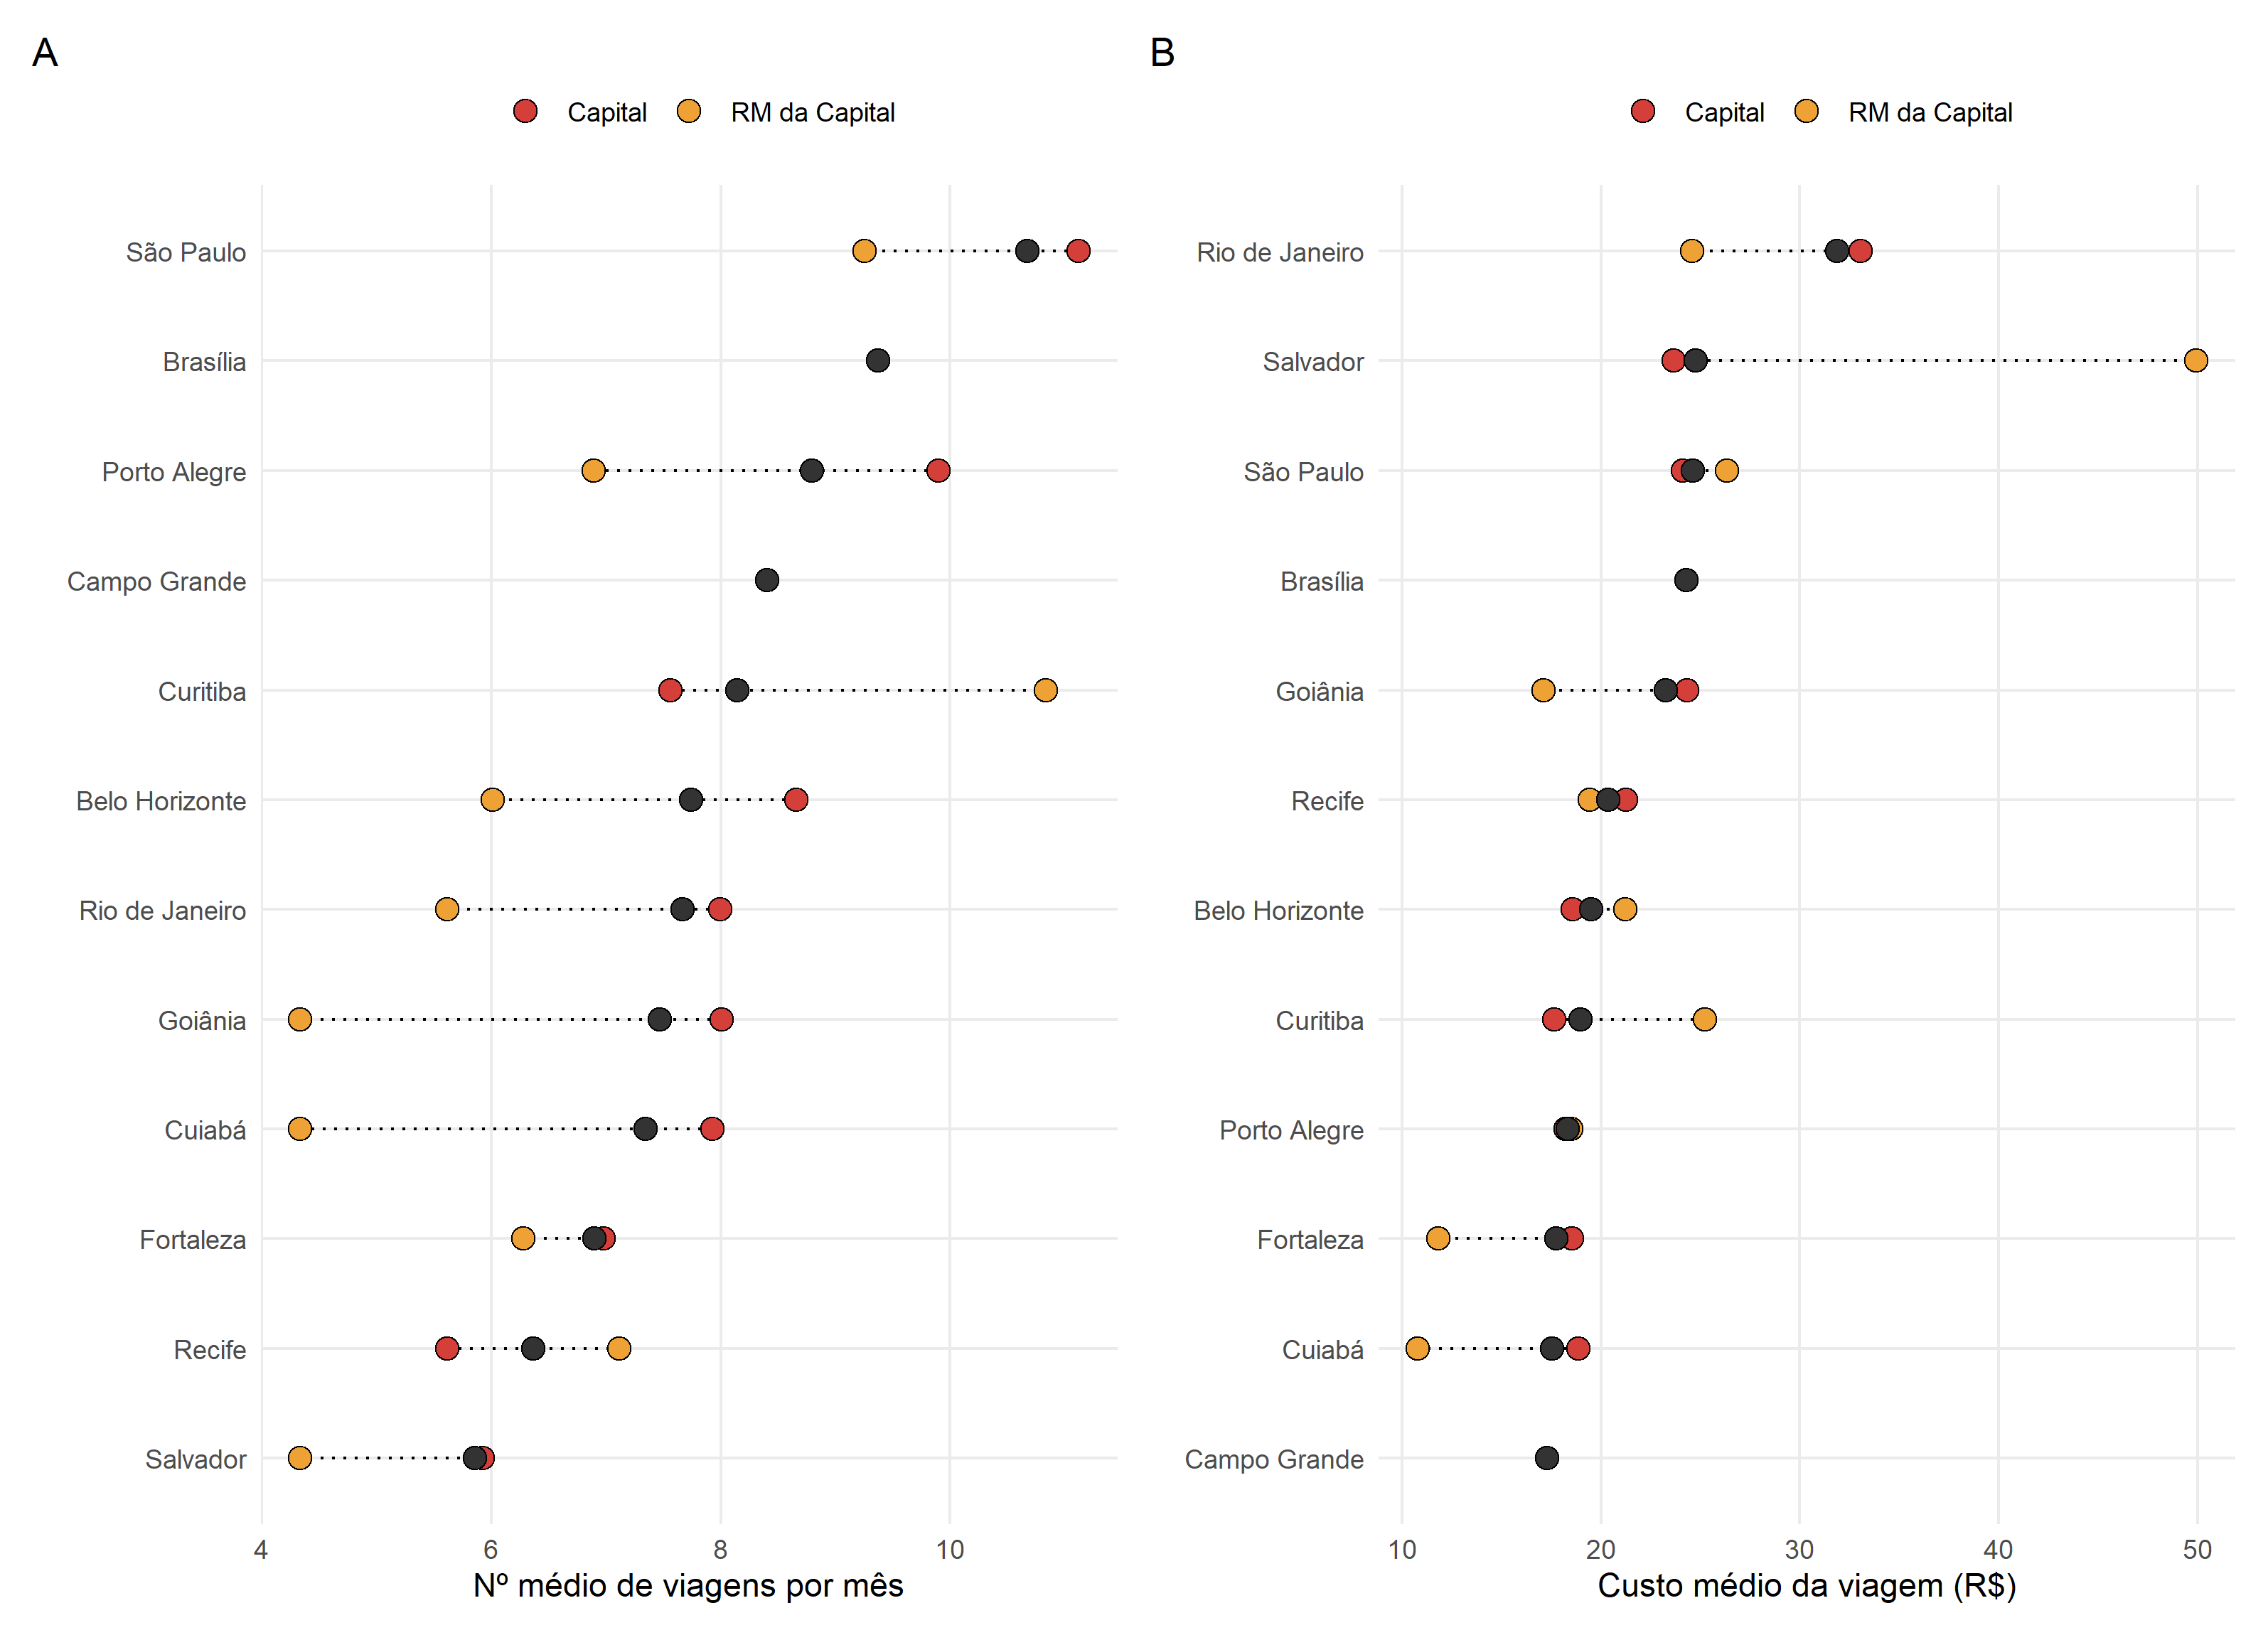 A
Capital RM da Capital
São Paulo
Brasília
Porto Alegre
Campo Grande
Curitiba
Belo Horizonte
Rio de Janeiro
Goiânia
Cuiabá
Fortaleza
Recife
Salvador
4 6 8 10
Nº médio de viagens por mês
B
Capital RM da Capital
Rio de Janeiro
Salvador
São Paulo
Brasília
Goiânia
Recife
Belo Horizonte
Curitiba
Porto Alegre
Fortaleza
Cuiabá
Campo Grande
10 20 30 40 50
Custo médio da viagem (R$)